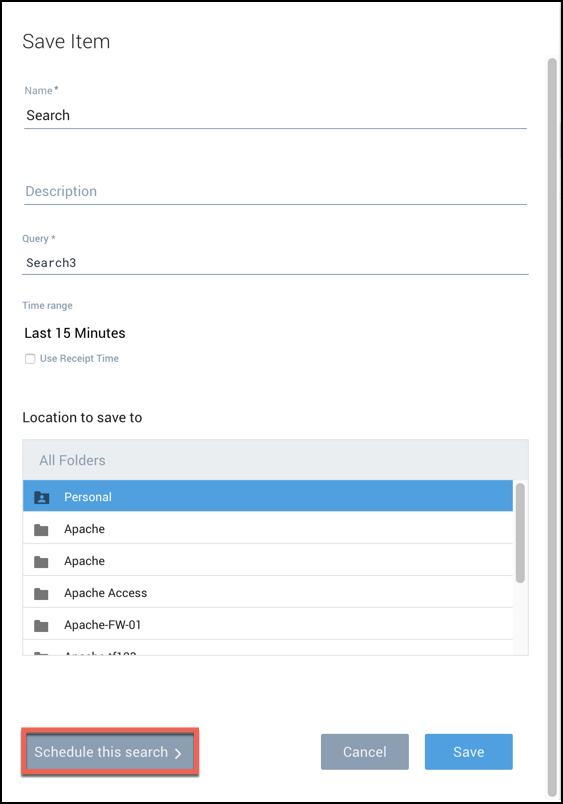 Save Item
Name *
Search
Description
Query *
Search3
Time range
Last 15 Minutes
Use Receipt Time
Location to save to
All Folders
Personal
Apache
Apache
Apache Access
Apache-FW-01
Schedule this search
Cancel
Save